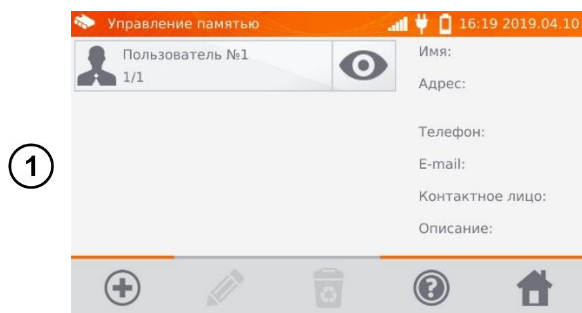 Управление памятью
16:19 2019.04.10
Пользователь №1
1/1
Имя:
Адрес:
Телефон:
E-mail:
Контактное лицо:
Описание:
1
?